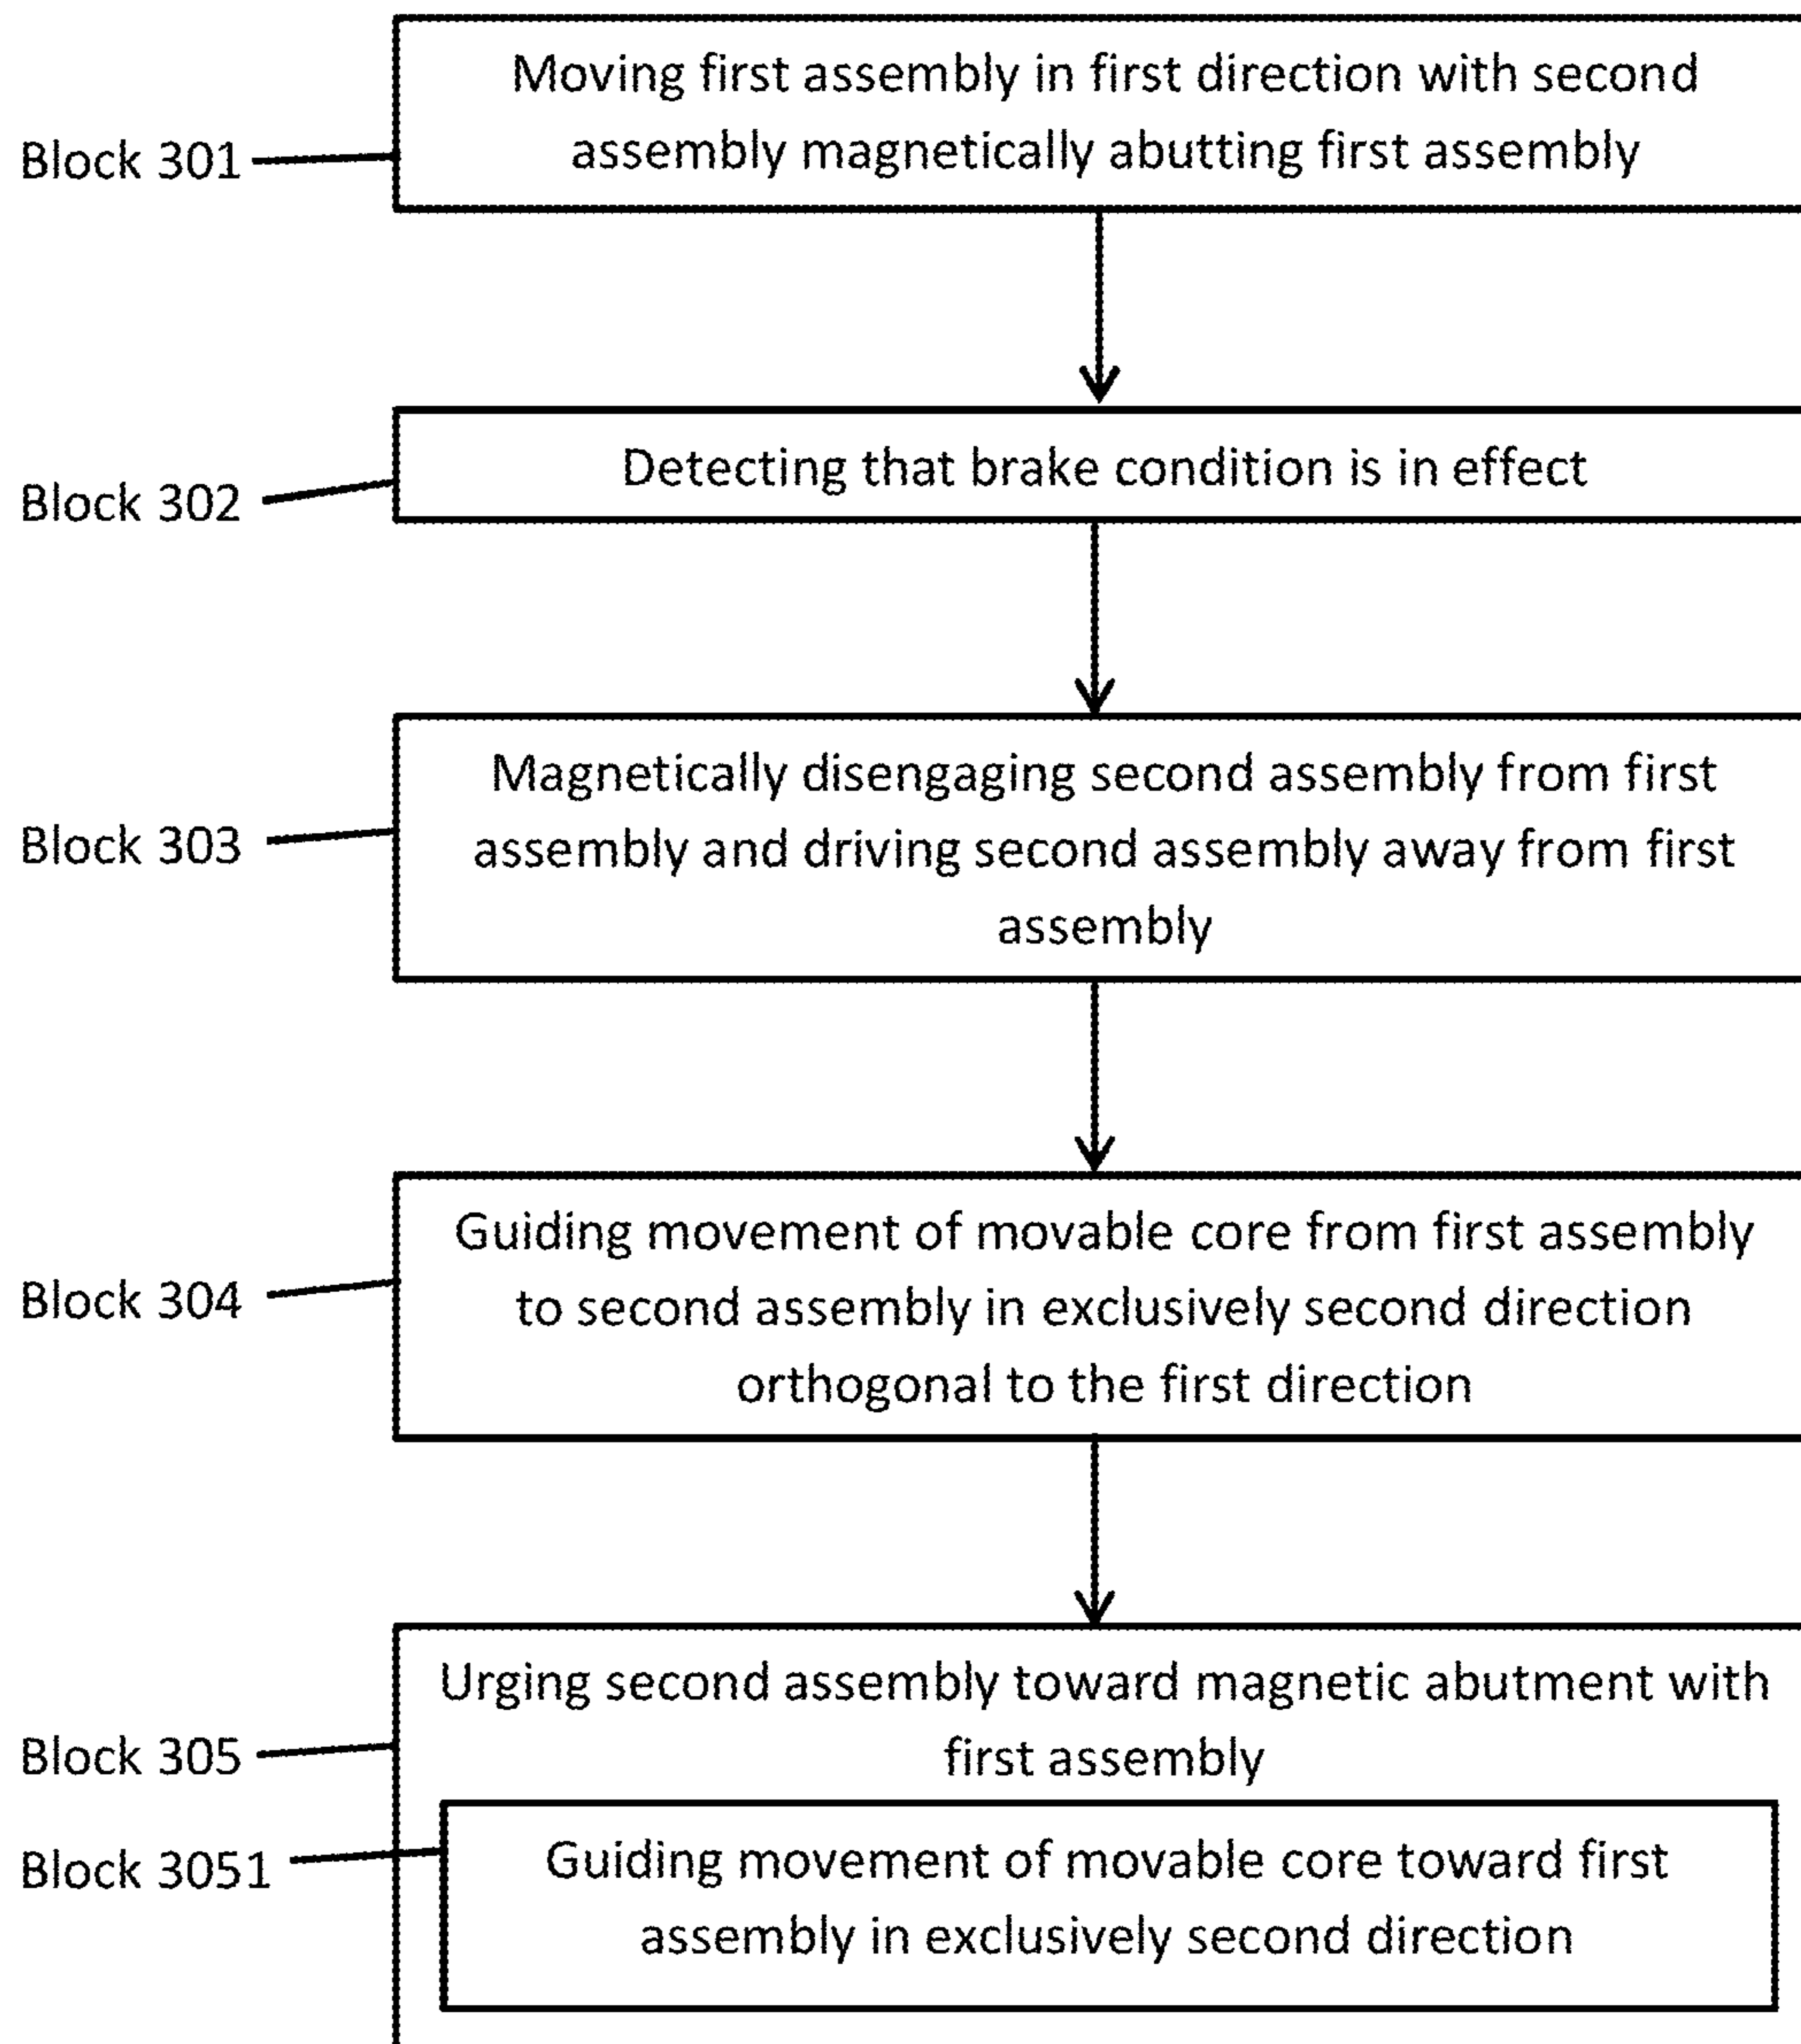 Moving first assembly in first direction with second
assembly magnetically abutting first assembly
Block 301
Detecting that brake condition is in effect
Block 302
Magnetically disengaging second assembly from first
assembly and driving second assembly away from first
assembly
Block 303
Guiding movement of movable core from first assembly
to second assembly in exclusively second direction
orthogonal to the first direction
Block 304
Urging second assembly toward magnetic abutment with
first assembly
Block 305
Guiding movement of movable core toward first
assembly in exclusively second direction
Block 3051